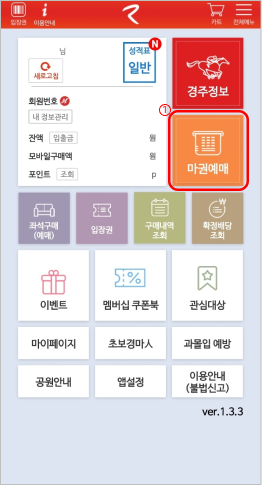 입장권 이용안내 카트 전체메뉴
님
새로고침
성적표
일반
N
경주정보
회원번호
내 정보관리
잔액 입출금 원
모바일구매액 원
포인트 조회 p
①
마권예매
좌석구매
(예매)
입장권
구매내역
조회
확정배당
조회
이벤트
멤버십 쿠폰북
관심대상
마이페이지
초보경마人
과몰입 예방
공원안내
앱설정
이용안내
(불법신고)
ver.1.3.3